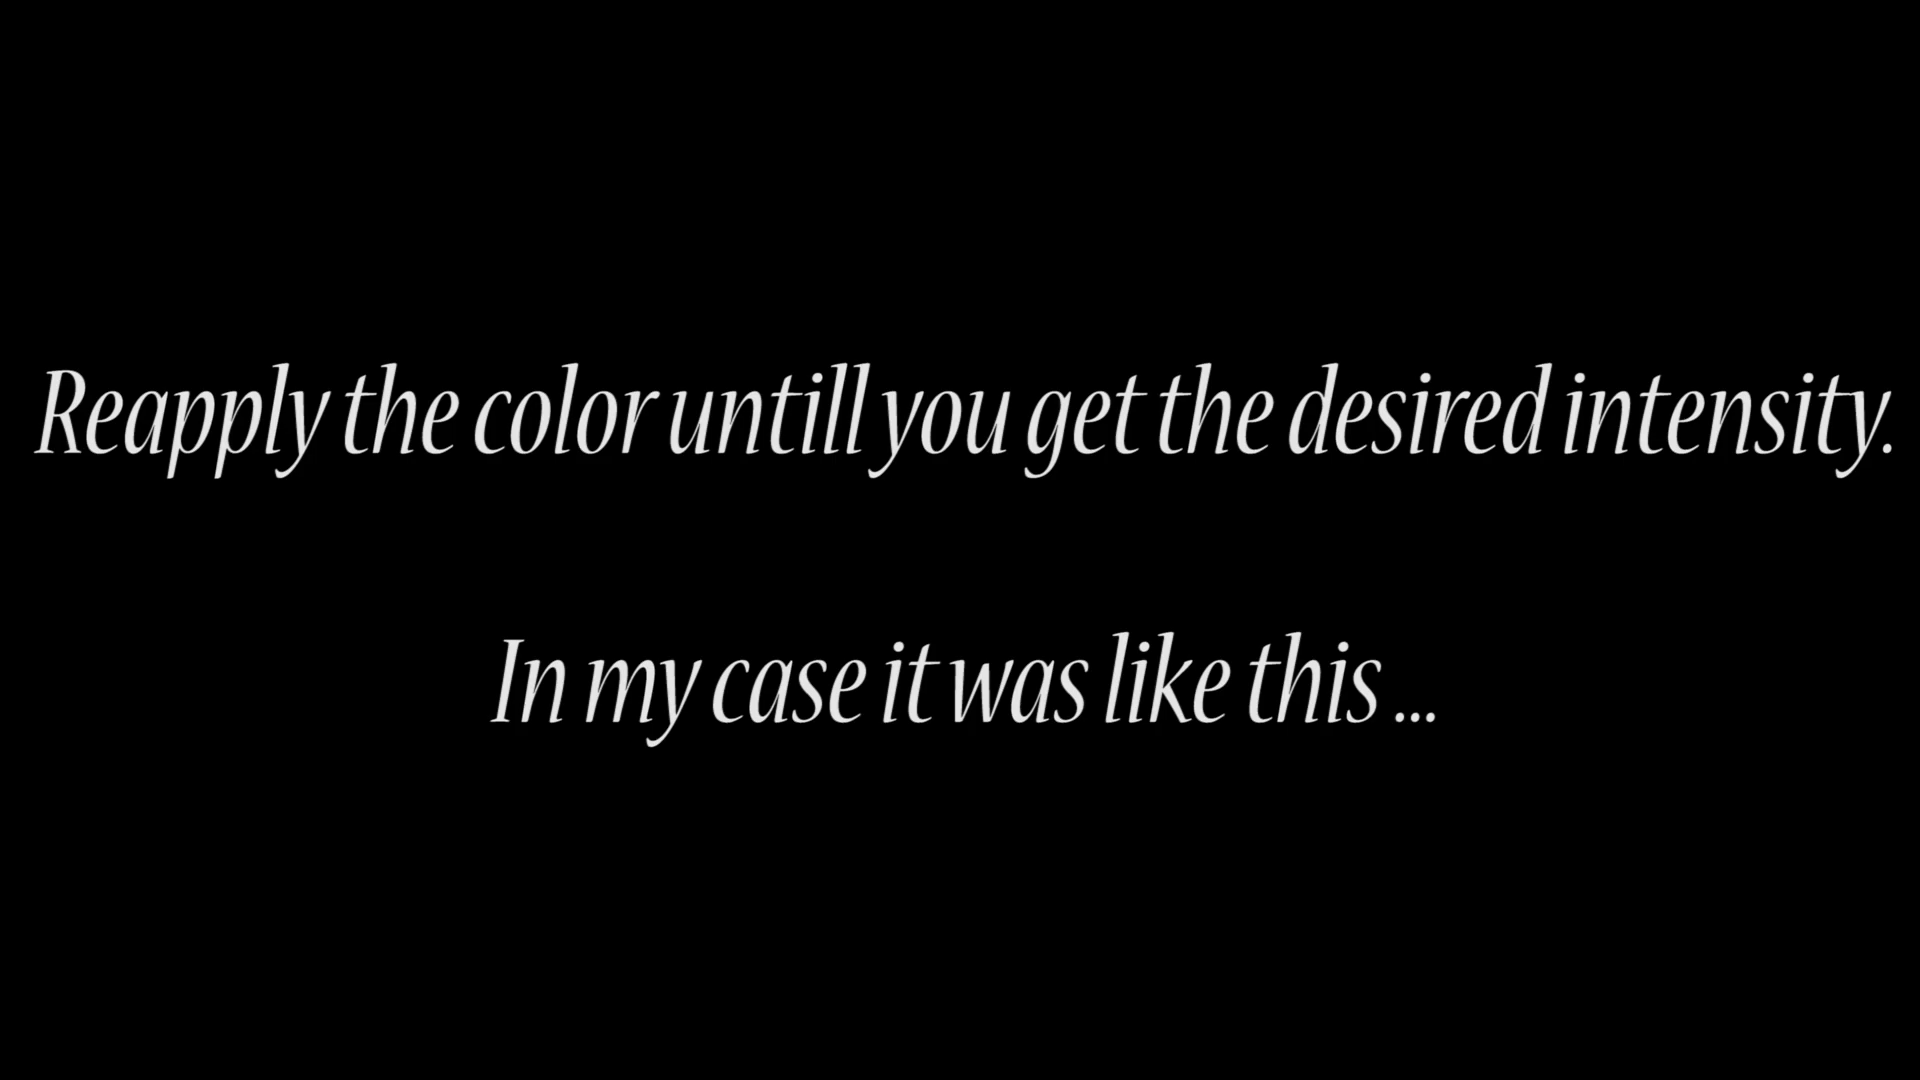 Reapply the color untill you get the desired intensity.
In my case it was like this ...